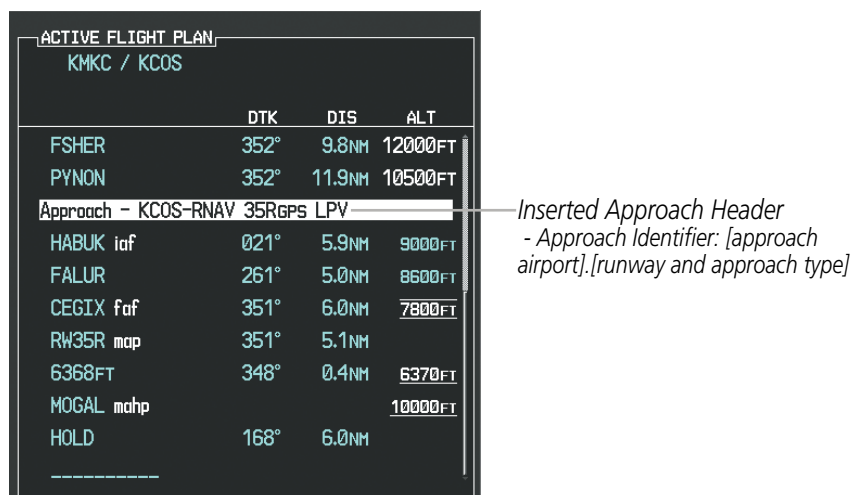 ACTIVE FLIGHT PLAN
KMKC / KCOS
DTK DIS ALT
FSHER 352° 9.8NM 12000FT
PYNON 352° 11.9NM 10500FT
Approach - KCOS-RNAV 35RGPS LPV
Inserted Approach Header
- Approach Identifier: [approach
airport].[runway and approach type]
HABUK iaf 021° 5.9NM 9000FT
FALUR 261° 5.0NM 8600FT
CEGIX faf 351° 6.0NM 7800FT
RW35R map 351° 5.1NM
6368FT 348° 0.4NM 6370FT
MOGAL mahp 10000FT
HOLD 168° 6.0NM
__________